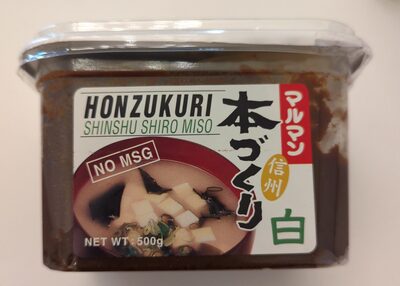 HONZUKURI
SHINSHU SHIRO MISO
NO MSG
NET WT : 500g
マルマン
本づくり
信州
白